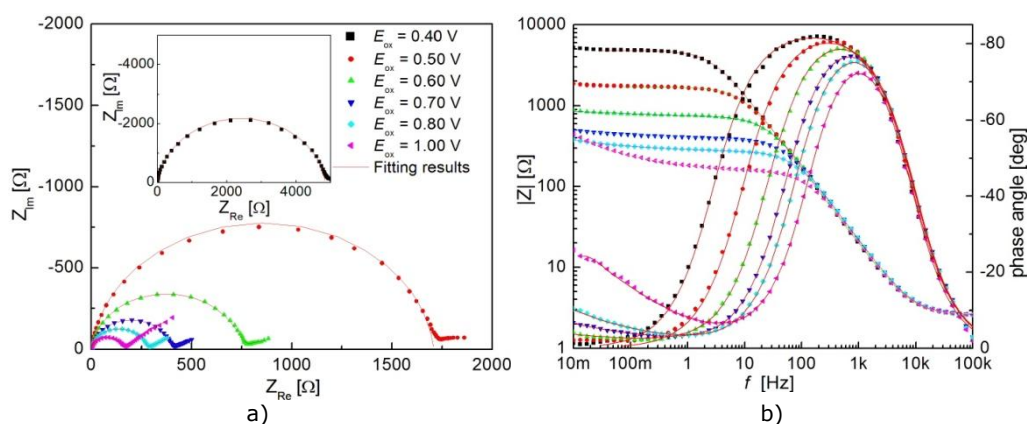 a)
-2000
-1500
-1000
-500
0
Z_Im [Ω]
0 500 1000 1500 2000
Z_Re [Ω]
-4000
-2000
0
Z_Im [Ω]
0 2000 4000
Z_Re [Ω]
E_ox = 0.40 V
E_ox = 0.50 V
E_ox = 0.60 V
E_ox = 0.70 V
E_ox = 0.80 V
E_ox = 1.00 V
Fitting results
a)
b)
10000
1000
100
10
1
|Z| [Ω]
10m 100m 1 10 100 1k 10k 100k
f [Hz]
-80
-60
-40
-20
0
phase angle [deg]
b)